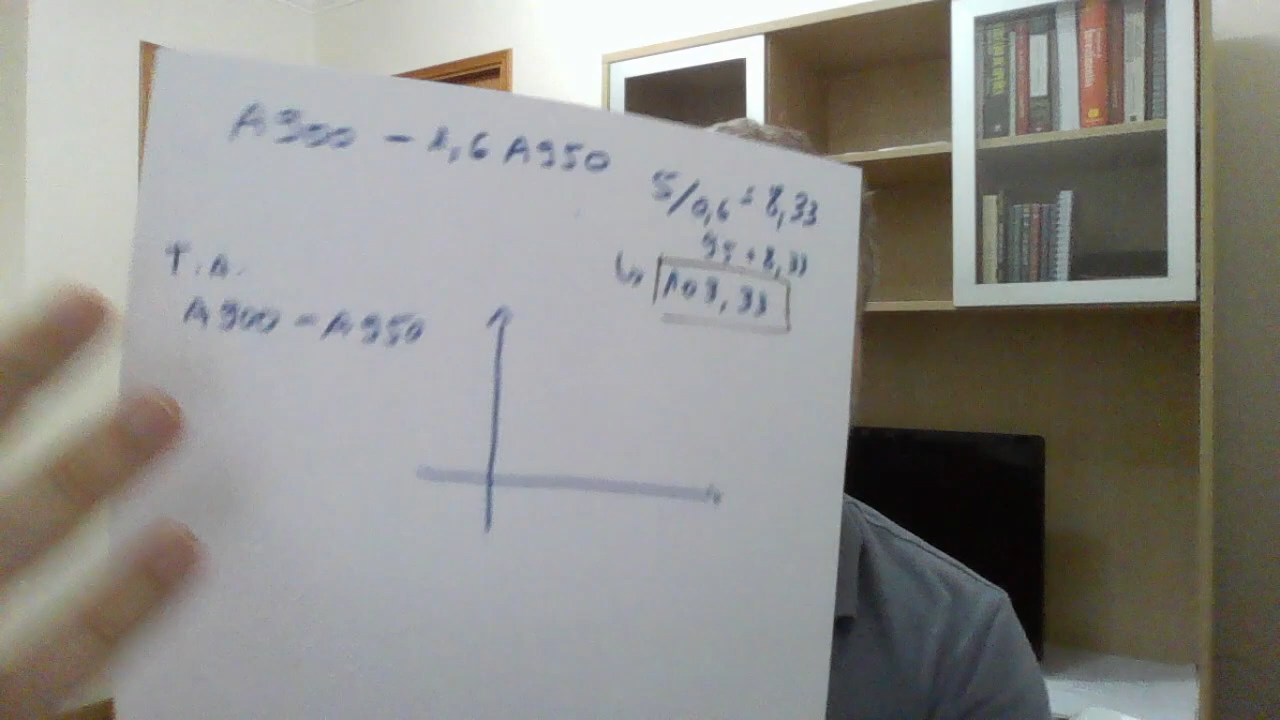 A900 - 1,6 A950
5/0,6 = 8,33
95 + 8,33
↳ 103,33
T.A.
A900 - A950